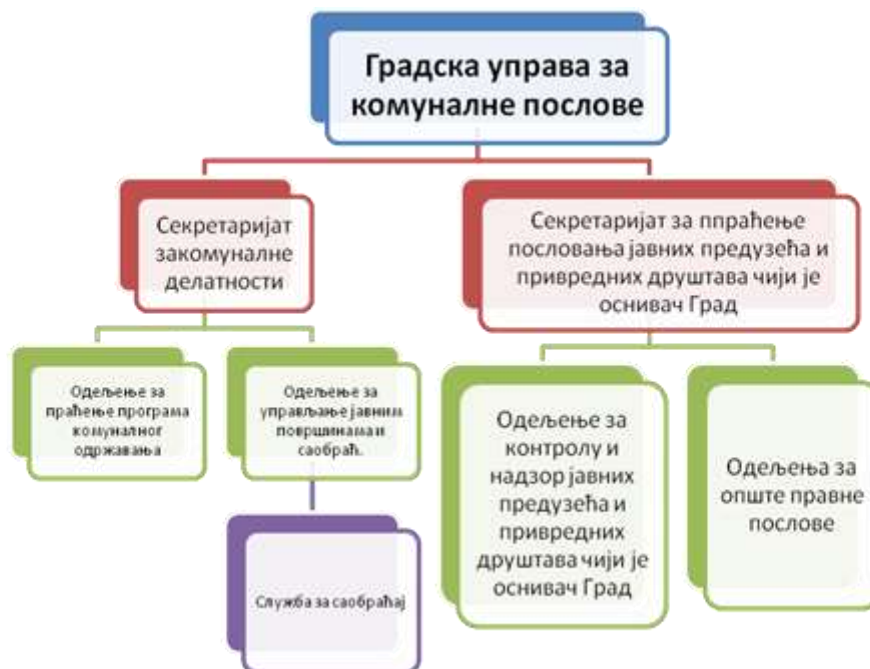 Градска управа за
комуналне послове
Секретаријат
закомуналне
делатности
Секретаријат за ппраћење
пословања јавних предузећа и
привредних друштава чији је
оснивач Град
Одељење за
праћење програма
комуналног
одржавања
Одељење за
управљање јавним
површинама и
саобраћ.
Служба за саобраћај
Одељење за
контролу и
надзор јавних
предузећа и
привредних
друштава чији је
оснивач Град
Одељења за
опште правне
послове